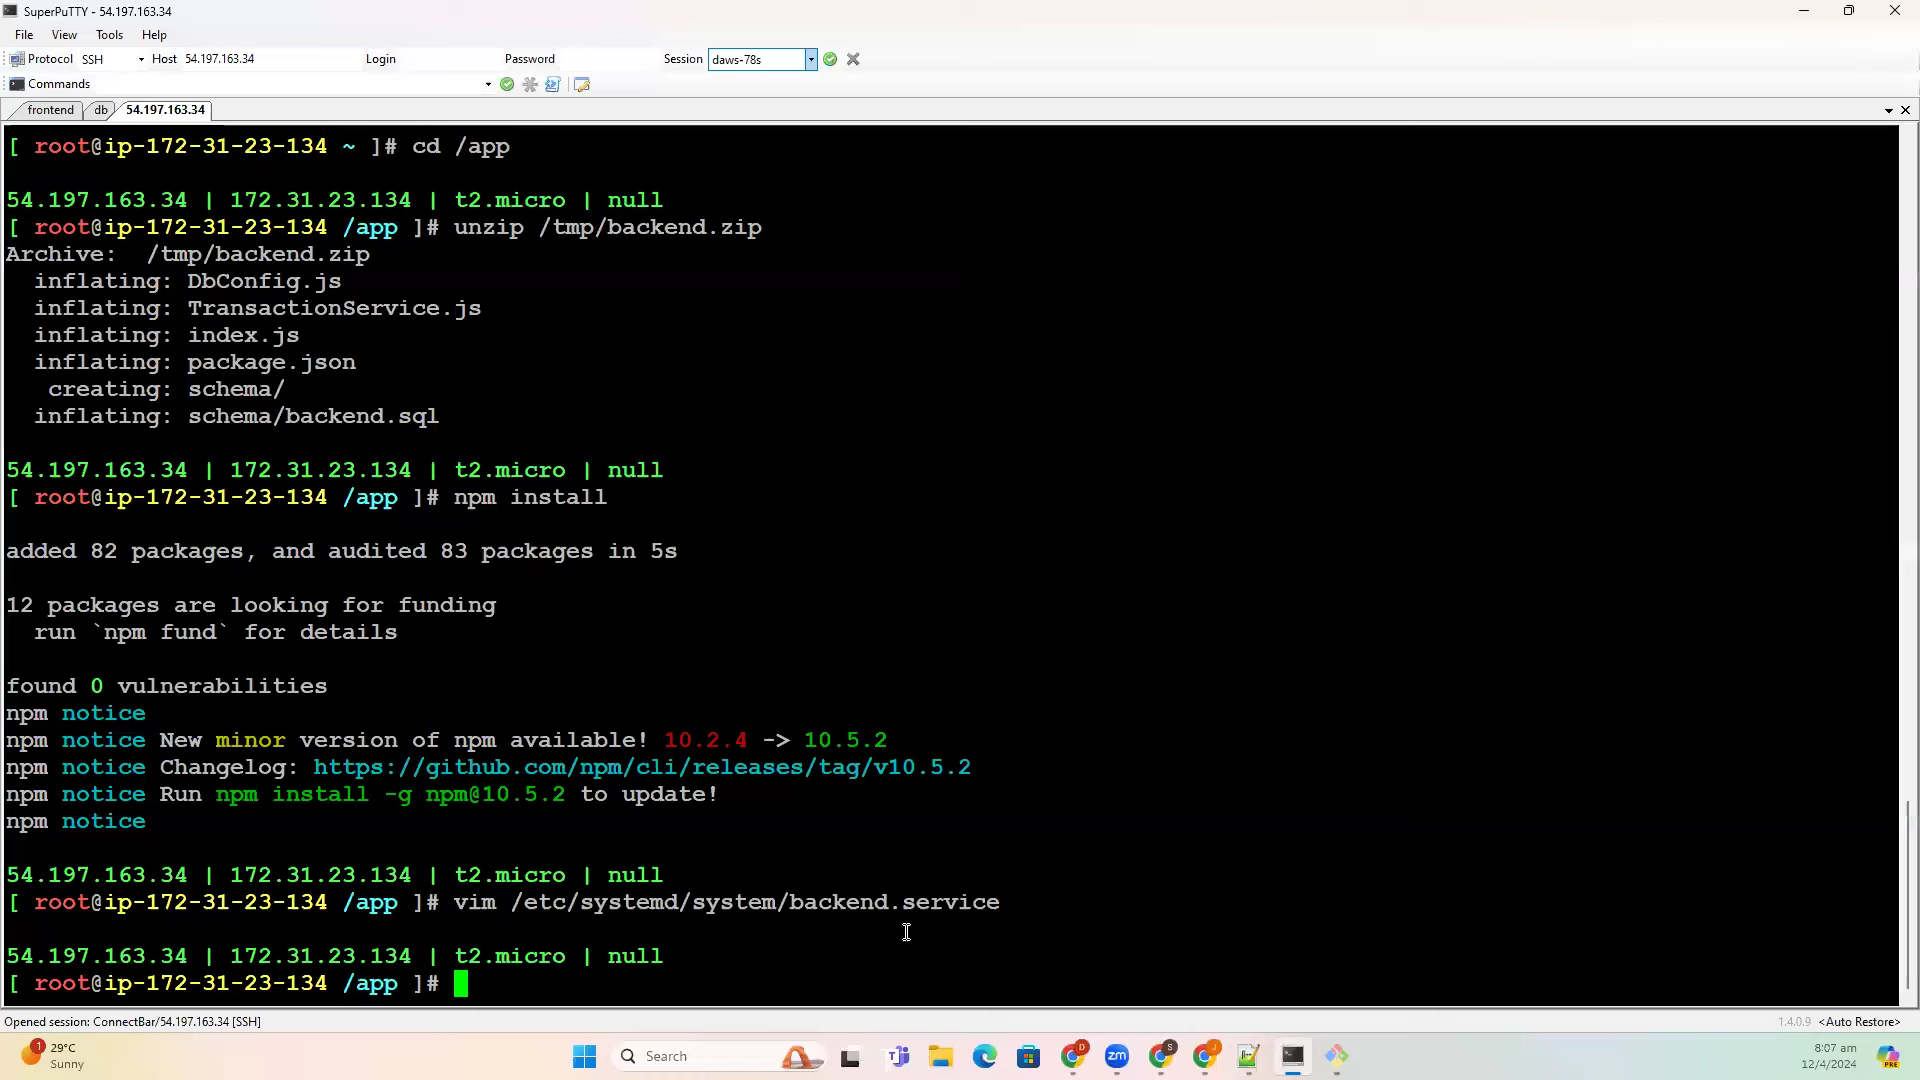 SuperPuTTY - 54.197.163.34
File View Tools Help
Protocol SSH Host 54.197.163.34 Login Password Session daws-78s
Commands
frontend db 54.197.163.34
[ root@ip-172-31-23-134 ~ ]# cd /app
54.197.163.34 | 172.31.23.134 | t2.micro | null
[ root@ip-172-31-23-134 /app ]# unzip /tmp/backend.zip
Archive:  /tmp/backend.zip
  inflating: DbConfig.js
  inflating: TransactionService.js
  inflating: index.js
  inflating: package.json
   creating: schema/
  inflating: schema/backend.sql
54.197.163.34 | 172.31.23.134 | t2.micro | null
[ root@ip-172-31-23-134 /app ]# npm install
added 82 packages, and audited 83 packages in 5s
12 packages are looking for funding
  run `npm fund` for details
found 0 vulnerabilities
npm notice
npm notice New minor version of npm available! 10.2.4 -> 10.5.2
npm notice Changelog: https://github.com/npm/cli/releases/tag/v10.5.2
npm notice Run npm install -g npm@10.5.2 to update!
npm notice
54.197.163.34 | 172.31.23.134 | t2.micro | null
[ root@ip-172-31-23-134 /app ]# vim /etc/systemd/system/backend.service
54.197.163.34 | 172.31.23.134 | t2.micro | null
[ root@ip-172-31-23-134 /app ]#
Opened session: ConnectBar/54.197.163.34 [SSH] 1.4.0.9 <Auto Restore>
1 29°C
Sunny
Search
D zm S J
PRE
8:07 am
12/4/2024